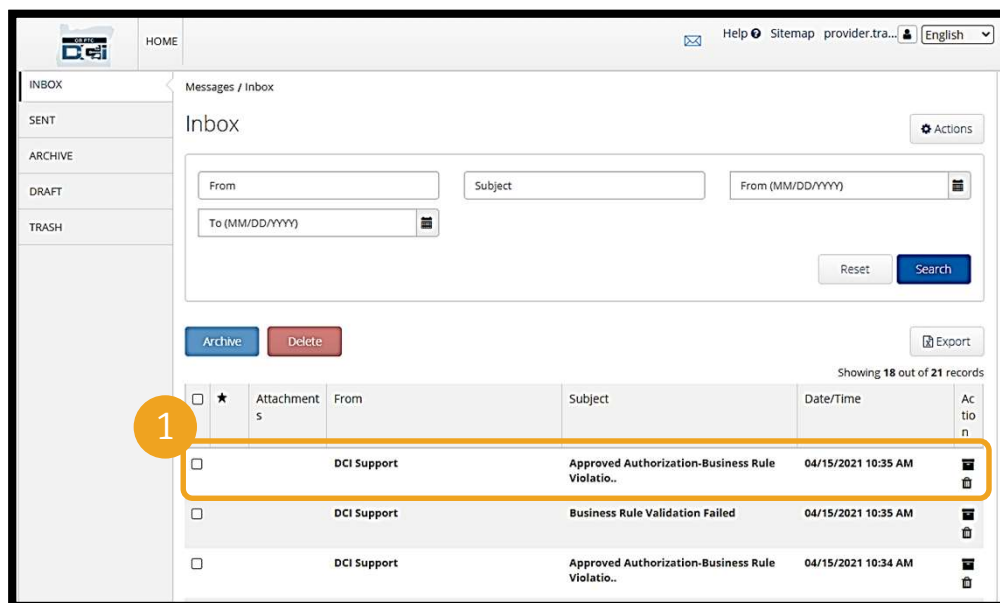 OR PTC
DCi
HOME
Help Sitemap provider.tra... English
INBOX
SENT
ARCHIVE
DRAFT
TRASH
Messages / Inbox
Inbox
Actions
From
Subject
From (MM/DD/YYYY)
To (MM/DD/YYYY)
Reset
Search
Archive
Delete
Export
Showing 18 out of 21 records
Attachment
s
From
Subject
Date/Time
Ac
tio
n
1
DCI Support
Approved Authorization-Business Rule
Violatio..
04/15/2021 10:35 AM
DCI Support
Business Rule Validation Failed
04/15/2021 10:35 AM
DCI Support
Approved Authorization-Business Rule
Violatio..
04/15/2021 10:34 AM